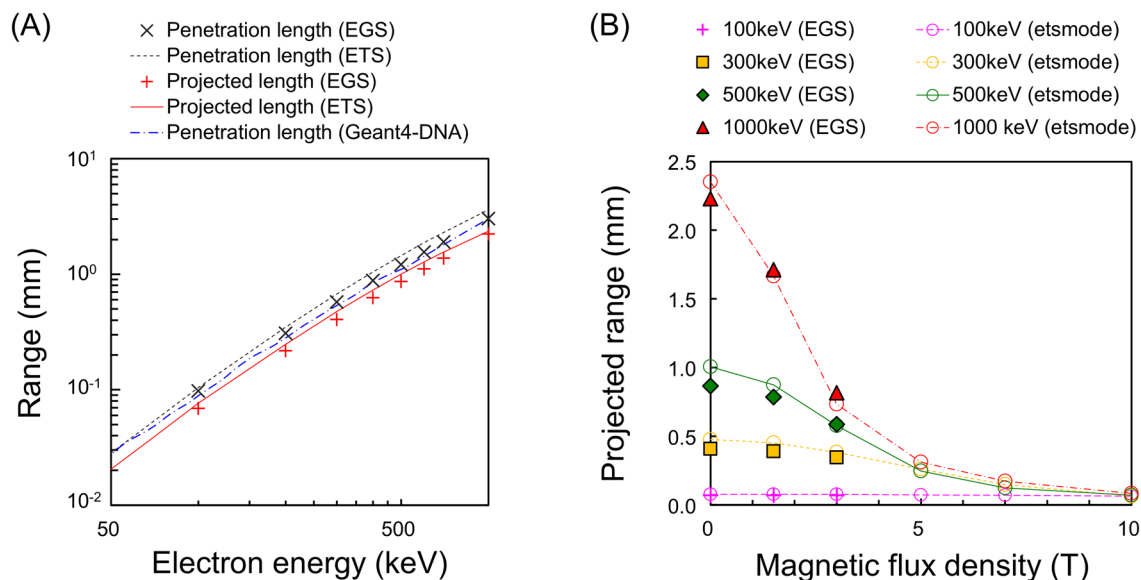 (A)
Penetration length (EGS)
Penetration length (ETS)
Projected length (EGS)
Projected length (ETS)
Penetration length (Geant4-DNA)
10^1
10^0
10^-1
10^-2
Range (mm)
50
500
Electron energy (keV)
(B)
100keV (EGS)
300keV (EGS)
500keV (EGS)
1000keV (EGS)
100keV (etsmode)
300keV (etsmode)
500keV (etsmode)
1000 keV (etsmode)
2.5
2.0
1.5
1.0
0.5
0.0
Projected range (mm)
0
5
10
Magnetic flux density (T)